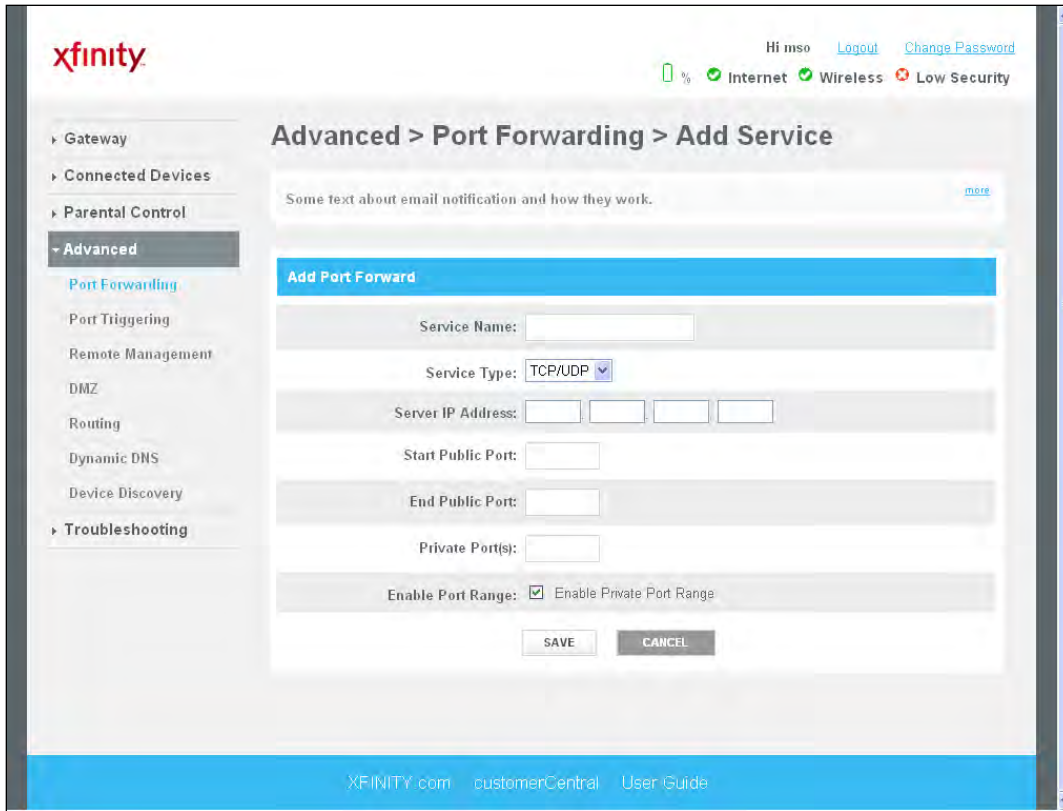 xfinity
Hi mso Logout Change Password
% Internet Wireless Low Security
Gateway
Connected Devices
Parental Control
Advanced
Port Forwarding
Port Triggering
Remote Management
DMZ
Routing
Dynamic DNS
Device Discovery
Troubleshooting
Advanced > Port Forwarding > Add Service
Some text about email notification and how they work.
more
Add Port Forward
Service Name:
Service Type: TCP/UDP
Server IP Address: . . .
Start Public Port:
End Public Port:
Private Port(s):
Enable Port Range: Enable Private Port Range
SAVE CANCEL
XFINITY.com customerCentral User Guide